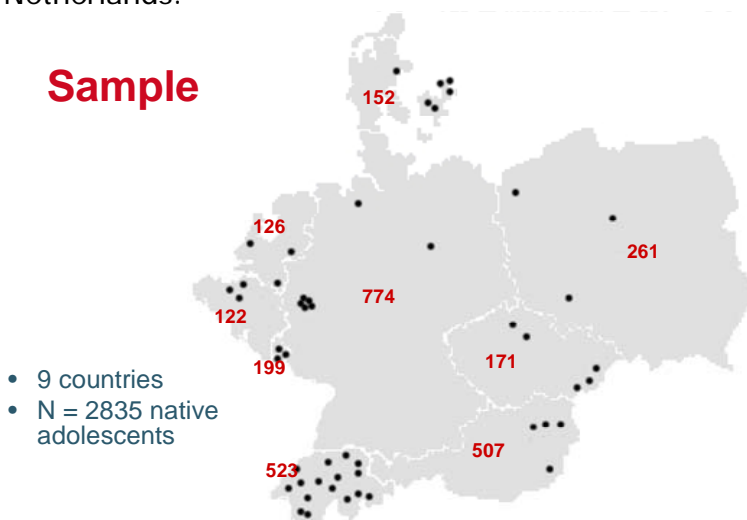 Netherlands.
Sample
152
126
261
774
122
171
199
• 9 countries
• N = 2835 native
adolescents
507
523